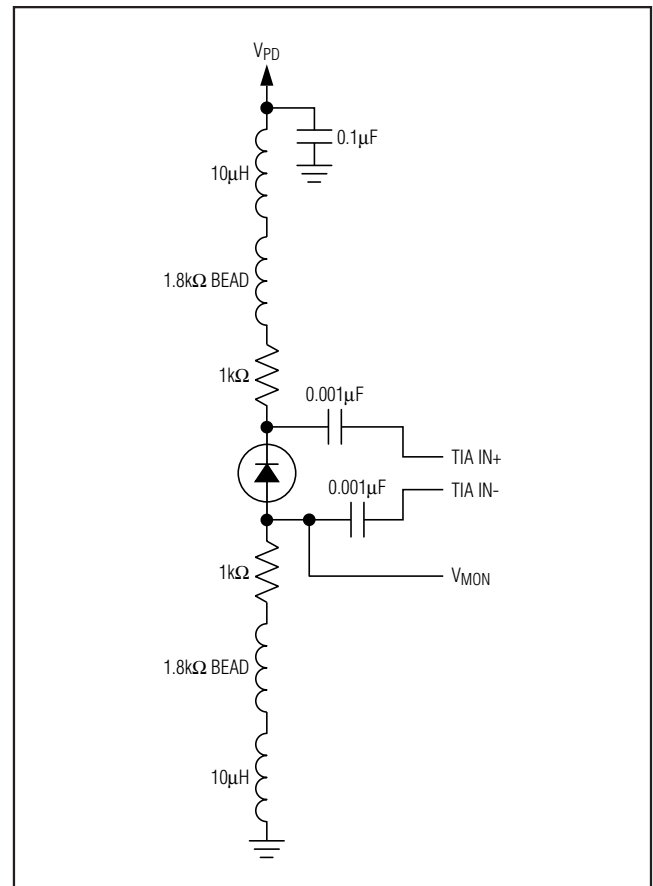 VPD
0.1µF
10µH
1.8kΩ BEAD
1kΩ
0.001µF
TIA IN+
0.001µF
TIA IN-
1kΩ
VMON
1.8kΩ BEAD
10µH